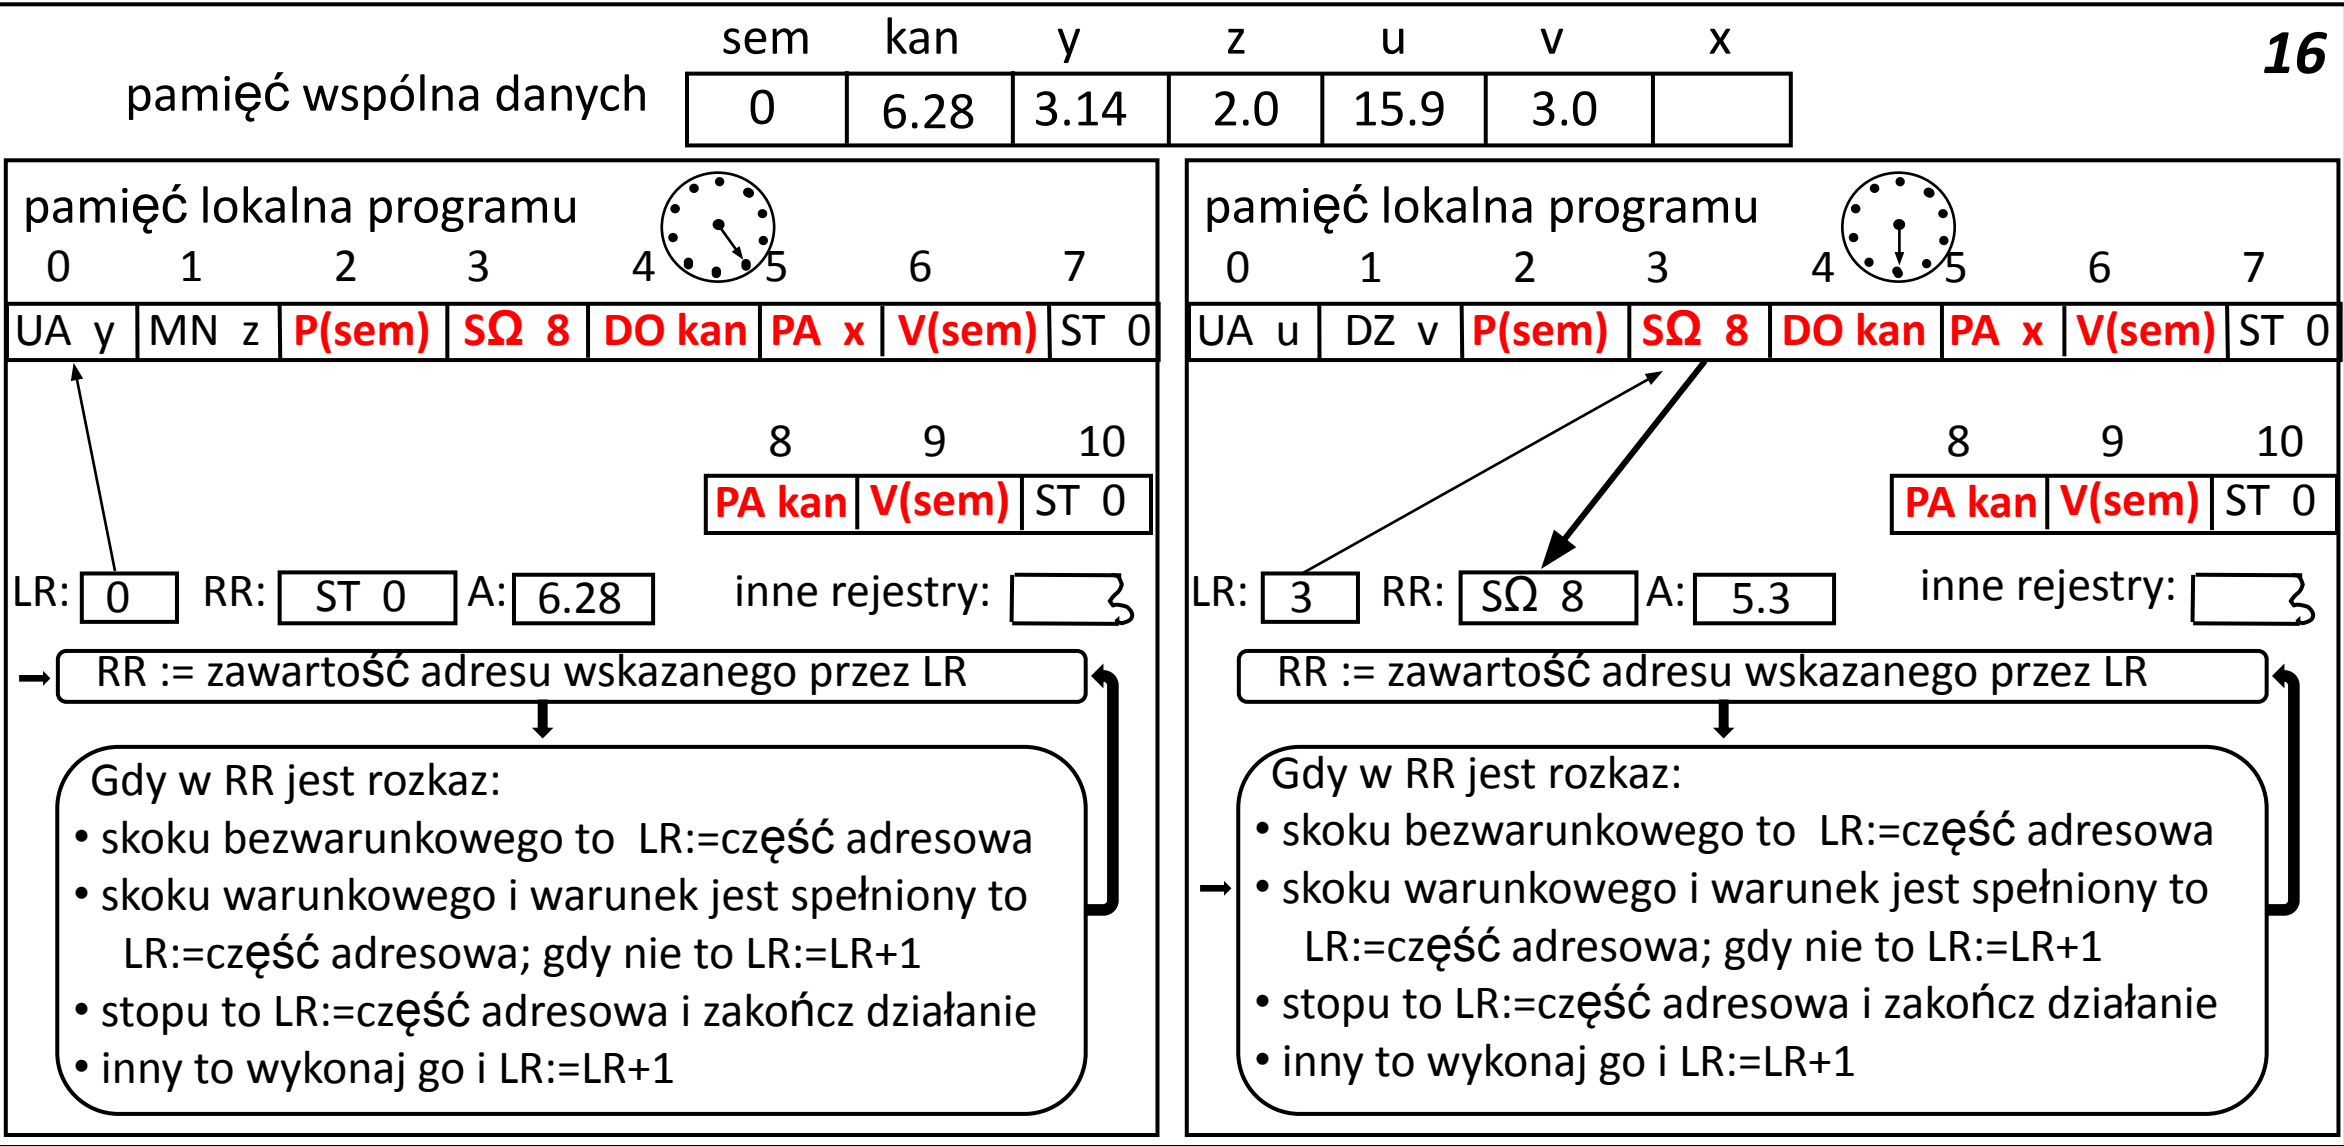 sem kan y z u v x
16
pamięć wspólna danych 0 6.28 3.14 2.0 15.9 3.0
pamięć lokalna programu
0 1 2 3 4 5 6 7
UA y MN z P(sem) SΩ 8 DO kan PA x V(sem) ST 0
8 9 10
PA kan V(sem) ST 0
LR: 0 RR: ST 0 A: 6.28 inne rejestry:
RR := zawartość adresu wskazanego przez LR
Gdy w RR jest rozkaz:
• skoku bezwarunkowego to LR:=część adresowa
• skoku warunkowego i warunek jest spełniony to
LR:=część adresowa; gdy nie to LR:=LR+1
• stopu to LR:=część adresowa i zakończ działanie
• inny to wykonaj go i LR:=LR+1
pamięć lokalna programu
0 1 2 3 4 5 6 7
UA u DZ v P(sem) SΩ 8 DO kan PA x V(sem) ST 0
8 9 10
PA kan V(sem) ST 0
LR: 3 RR: SΩ 8 A: 5.3 inne rejestry:
RR := zawartość adresu wskazanego przez LR
Gdy w RR jest rozkaz:
• skoku bezwarunkowego to LR:=część adresowa
• skoku warunkowego i warunek jest spełniony to
LR:=część adresowa; gdy nie to LR:=LR+1
• stopu to LR:=część adresowa i zakończ działanie
• inny to wykonaj go i LR:=LR+1